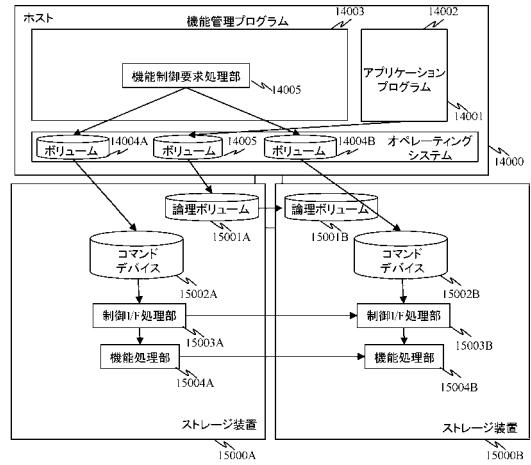 ホスト
機能管理プログラム
14003
14002
機能制御要求処理部
14005
アプリケーション
プログラム
14001
14004A
14005
14004B
オペレーティング
システム
ボリューム
ボリューム
ボリューム
14000
論理ボリューム
論理ボリューム
15001A
15001B
コマンド
デバイス
コマンド
デバイス
15002A
15002B
制御I/F処理部
制御I/F処理部
15003A
15003B
機能処理部
機能処理部
15004A
15004B
ストレージ装置
ストレージ装置
15000A
15000B